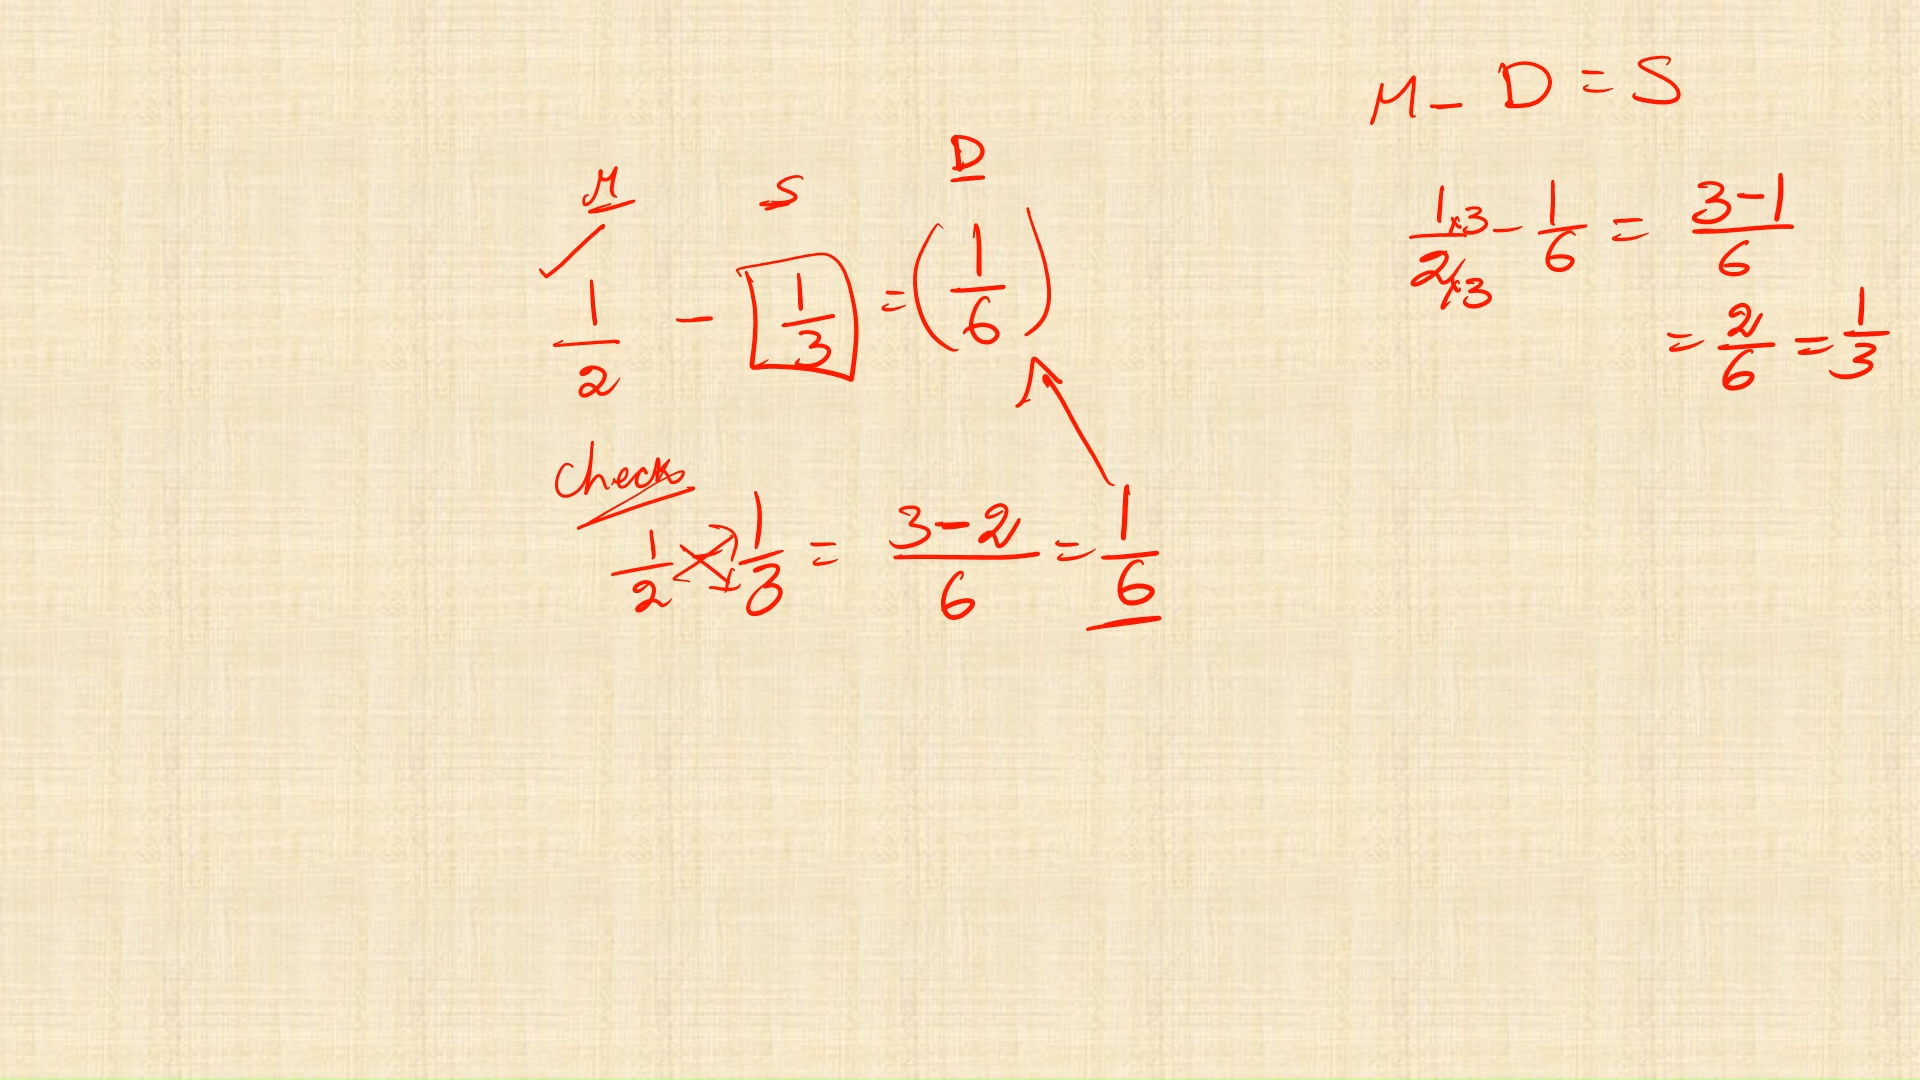 M - D = S
M S D
1/2 - 1/3 = (1/6)
1×3/2×3 - 1/6 = 3-1/6
= 2/6 = 1/3
Check
1/2 × 1/3 = 3-2/6 = 1/6